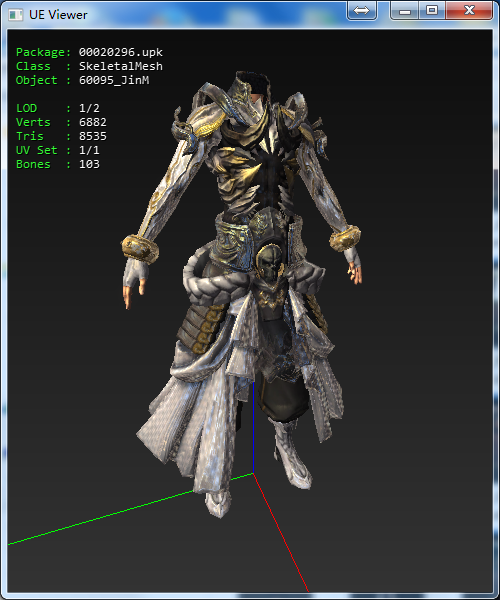 UE Viewer
Package: 00020296.upk
Class  : SkeletalMesh
Object : 60095_JinM
LOD    : 1/2
Verts  : 6882
Tris   : 8535
UV Set : 1/1
Bones  : 103